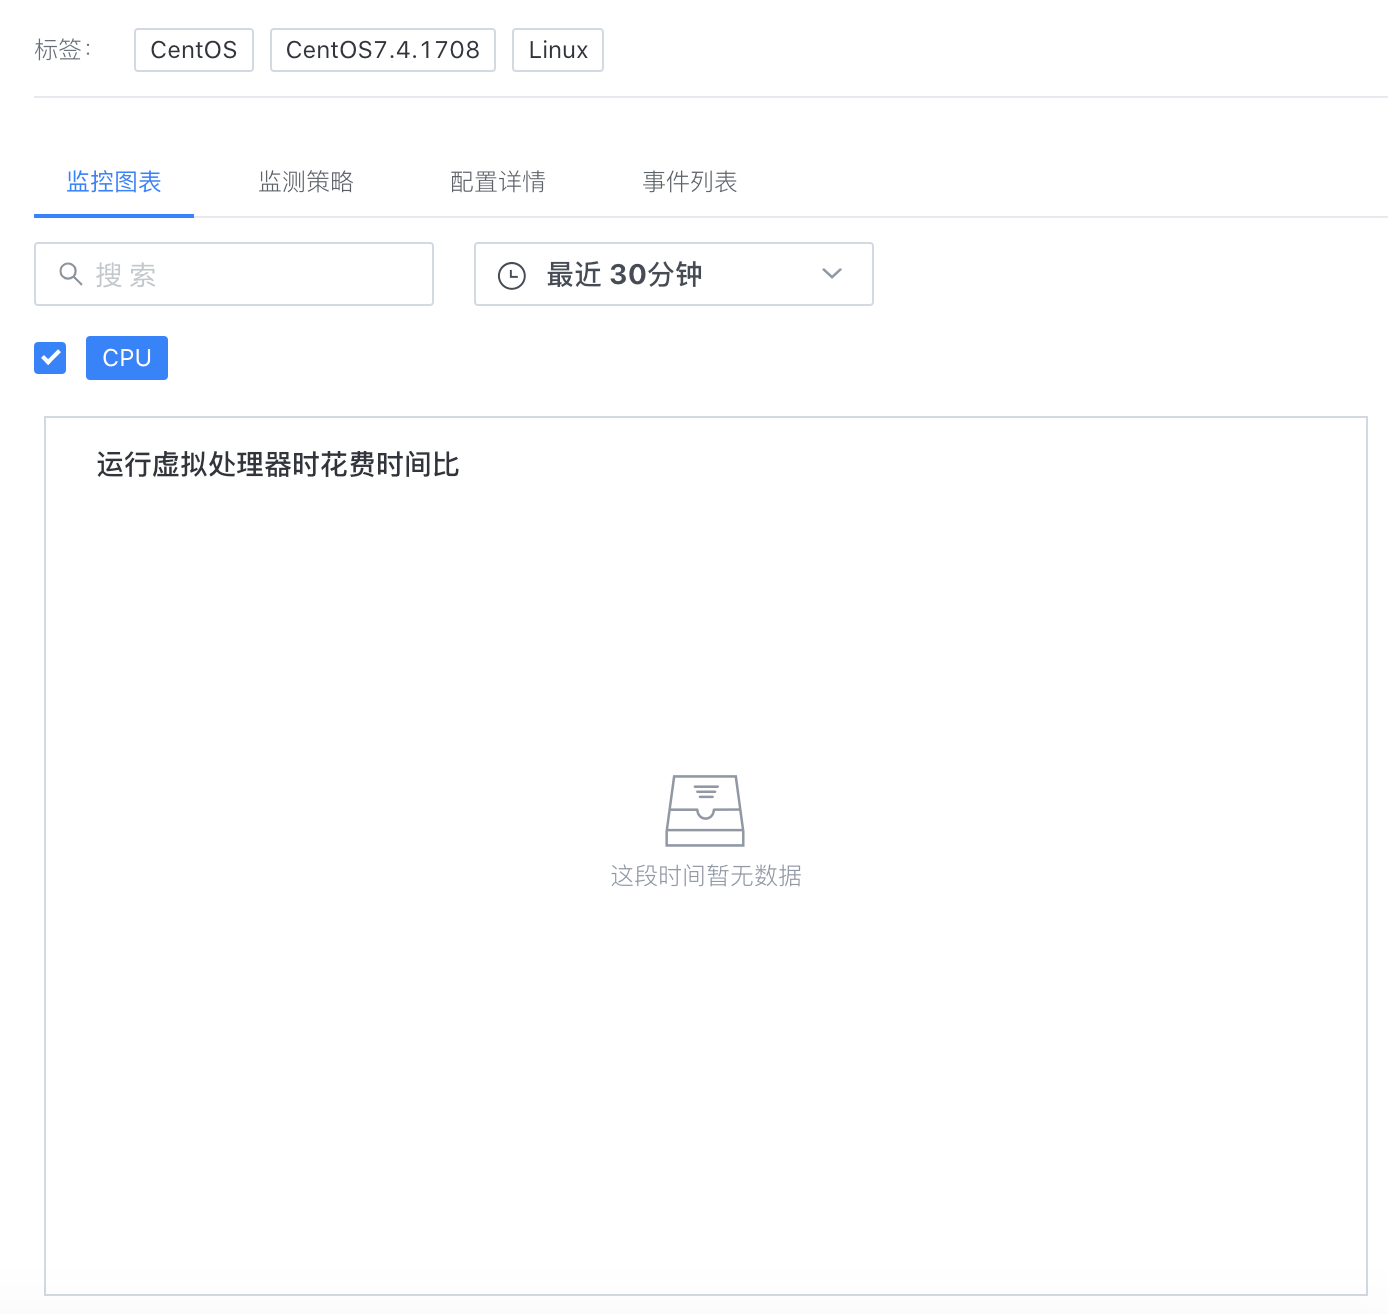 标签： CentOS CentOS7.4.1708 Linux
监控图表 监测策略 配置详情 事件列表
搜 索 最近 30分钟
CPU
运行虚拟处理器时花费时间比
这段时间暂无数据